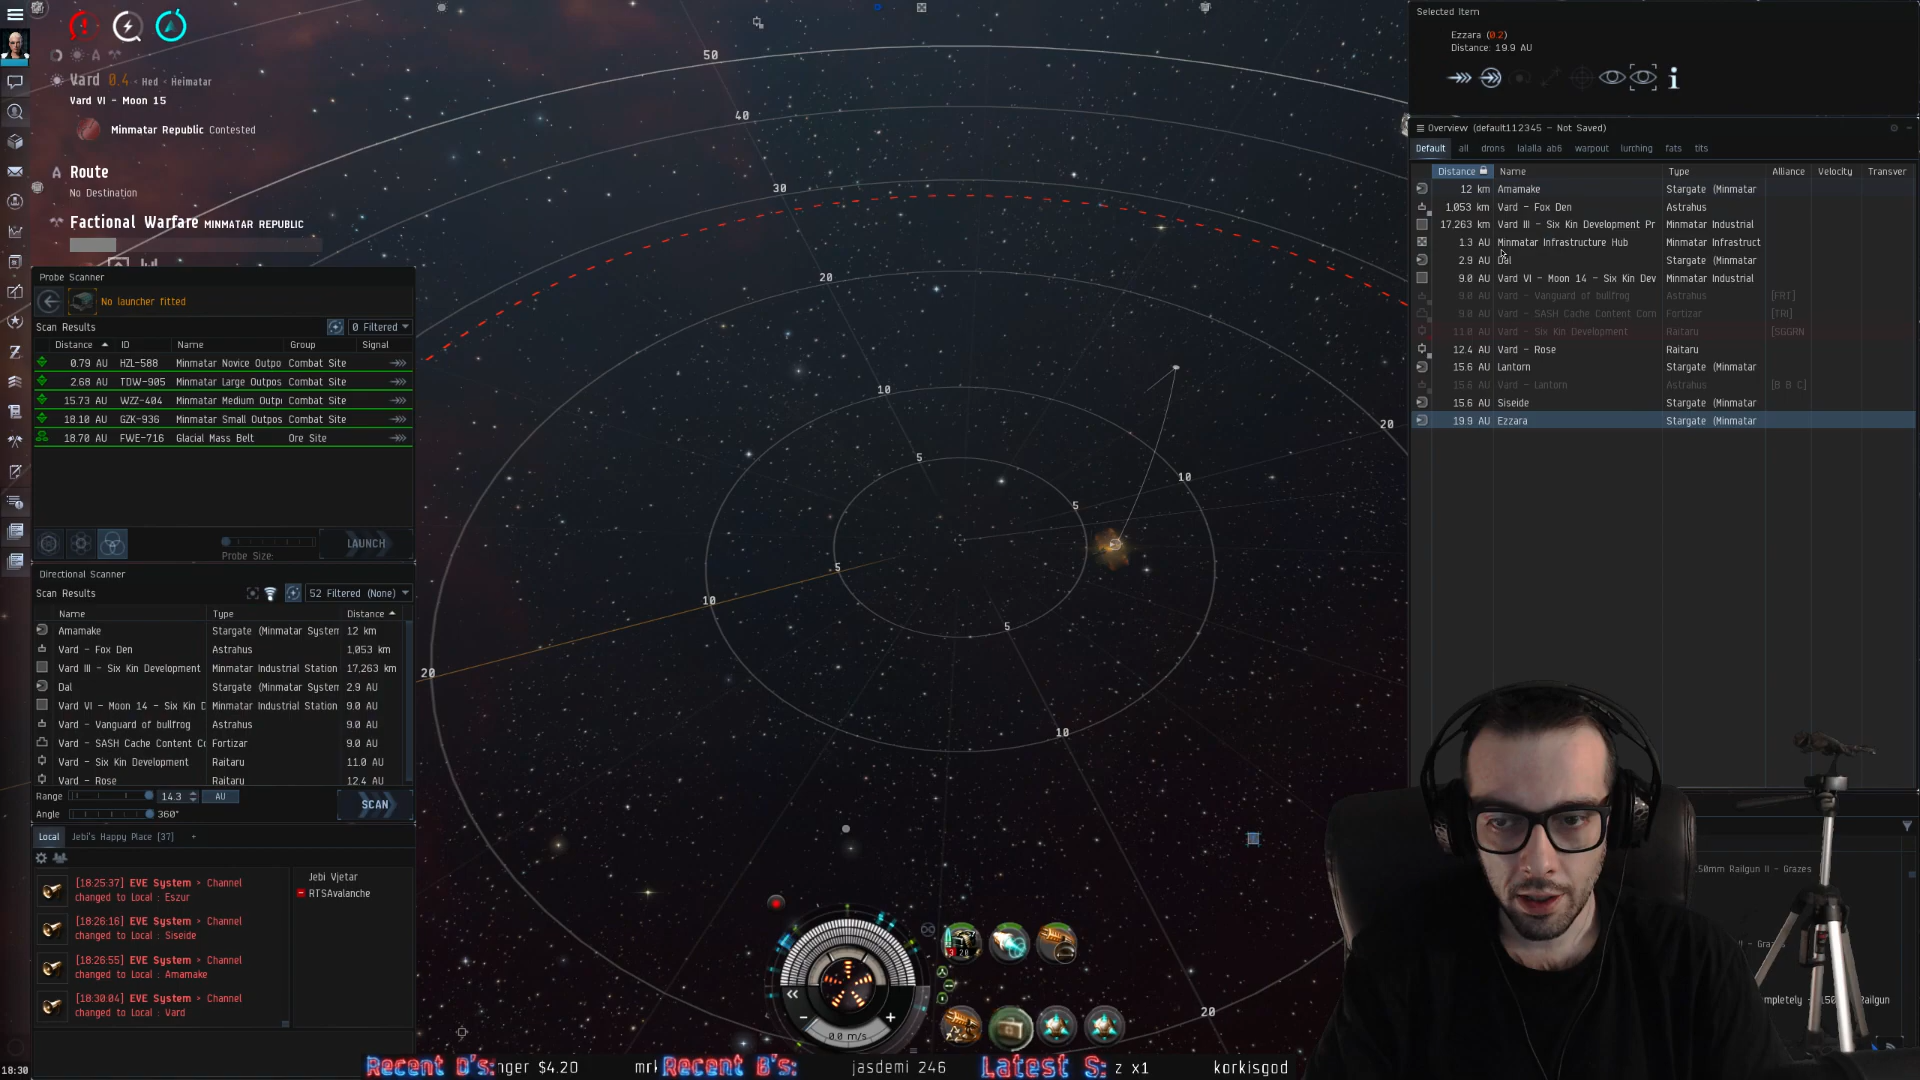 Vard 0.4 < Hed < Heimatar
Vard VI - Moon 15
Minmatar Republic Contested
Route
No Destination
Factional Warfare MINMATAR REPUBLIC
Probe Scanner
No launcher fitted
Scan Results
0 Filtered
Distance ID Name Group Signal
0.79 AU HZL-588 Minmatar Novice Outpo Combat Site
2.68 AU TDW-905 Minmatar Large Outpos Combat Site
15.73 AU WZZ-404 Minmatar Medium Outp Combat Site
18.10 AU GZK-936 Minmatar Small Outpos Combat Site
18.70 AU FWE-716 Glacial Mass Belt Ore Site
Probe Size:
LAUNCH
Directional Scanner
Scan Results
52 Filtered (None)
Name Type Distance
Amamake Stargate (Minmatar System 12 km
Vard - Fox Den Astrahus 1,053 km
Vard III - Six Kin Development Minmatar Industrial Station 17,263 km
Dal Stargate (Minmatar System 2.9 AU
Vard VI - Moon 14 - Six Kin D Minmatar Industrial Station 9.0 AU
Vard - Vanguard of bullfrog Astrahus 9.0 AU
Vard - SASH Cache Content Co Fortizar 9.0 AU
Vard - Six Kin Development Raitaru 11.0 AU
Vard - Rose Raitaru 12.4 AU
Range 14.3 AU
Angle 360°
SCAN
Local Jebi's Happy Place [37] +
[18:25:37] EVE System > Channel
changed to Local : Eszur
[18:26:16] EVE System > Channel
changed to Local : Siseide
[18:26:55] EVE System > Channel
changed to Local : Amamake
[18:30:04] EVE System > Channel
changed to Local : Vard
Jebi Vjetar
RTSAvalanche
18:30
50
40
30
20
10
5
5
10
20
5
10
5
10
20
20
0.0 m/s
Recent D's: nger $4.20
Recent B's: jasdemi 246
Latest S: z x1 korkisgod
Selected Item
Ezzara (0.2)
Distance: 19.9 AU
Overview (default112345 - Not Saved)
Default all drons lalalla ab6 warpout lurching fats tits
Distance Name Type Alliance Velocity Transver
12 km Amamake Stargate (Minmatar
1,053 km Vard - Fox Den Astrahus
17,263 km Vard III - Six Kin Development Pr Minmatar Industrial
1.3 AU Minmatar Infrastructure Hub Minmatar Infrastruct
2.9 AU Dal Stargate (Minmatar
9.0 AU Vard VI - Moon 14 - Six Kin Dev Minmatar Industrial
9.0 AU Vard - Vanguard of bullfrog Astrahus [FRT]
9.0 AU Vard - SASH Cache Content Corn Fortizar [TRI]
11.0 AU Vard - Six Kin Development Raitaru [SGGRN
12.4 AU Vard - Rose Raitaru
15.6 AU Lantorn Stargate (Minmatar
15.6 AU Vard - Lantorn Astrahus [B B C]
15.6 AU Siseide Stargate (Minmatar
19.9 AU Ezzara Stargate (Minmatar
50mm Railgun II - Grazes
- Grazes
mpletely - 150 Railgun